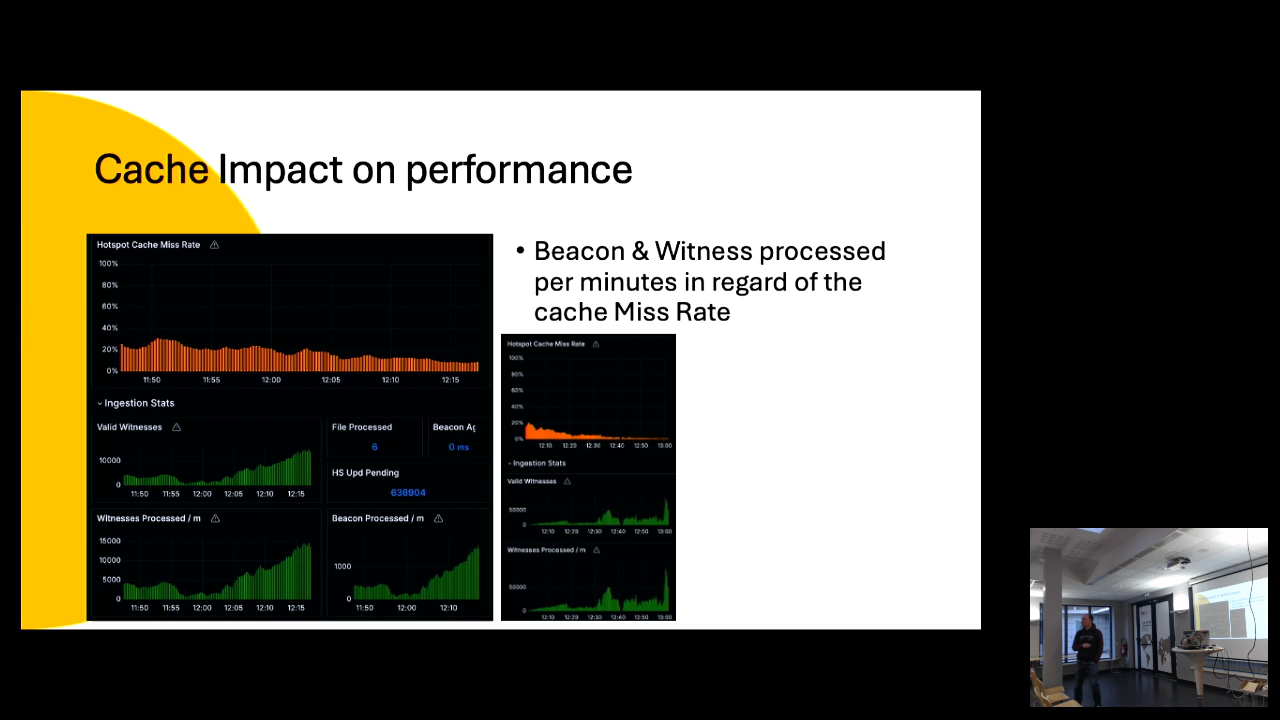 Cache Impact on performance
Hotspot Cache Miss Rate
100%
80%
60%
40%
20%
0%
11:50 11:55 12:00 12:05 12:10 12:15
Ingestion Stats
Valid Witnesses
10000
0
11:50 11:55 12:00 12:05 12:10 12:15
File Processed
6
Beacon Ag
0 ms
HS Upd Pending
636904
Witnesses Processed / m
15000
10000
5000
0
11:50 11:55 12:00 12:05 12:10 12:15
Beacon Processed / m
1000
0
11:50 12:00 12:10
• Beacon & Witness processed
per minutes in regard of the
cache Miss Rate
Hotspot Cache Miss Rate
100%
80%
60%
40%
20%
0%
12:10 12:20 12:30 12:40 12:50 13:00
Ingestion Stats
Valid Witnesses
50000
0
12:10 12:20 12:30 12:40 12:50 13:00
Witnesses Processed / m
50000
0
12:10 12:20 12:30 12:40 12:50 13:00